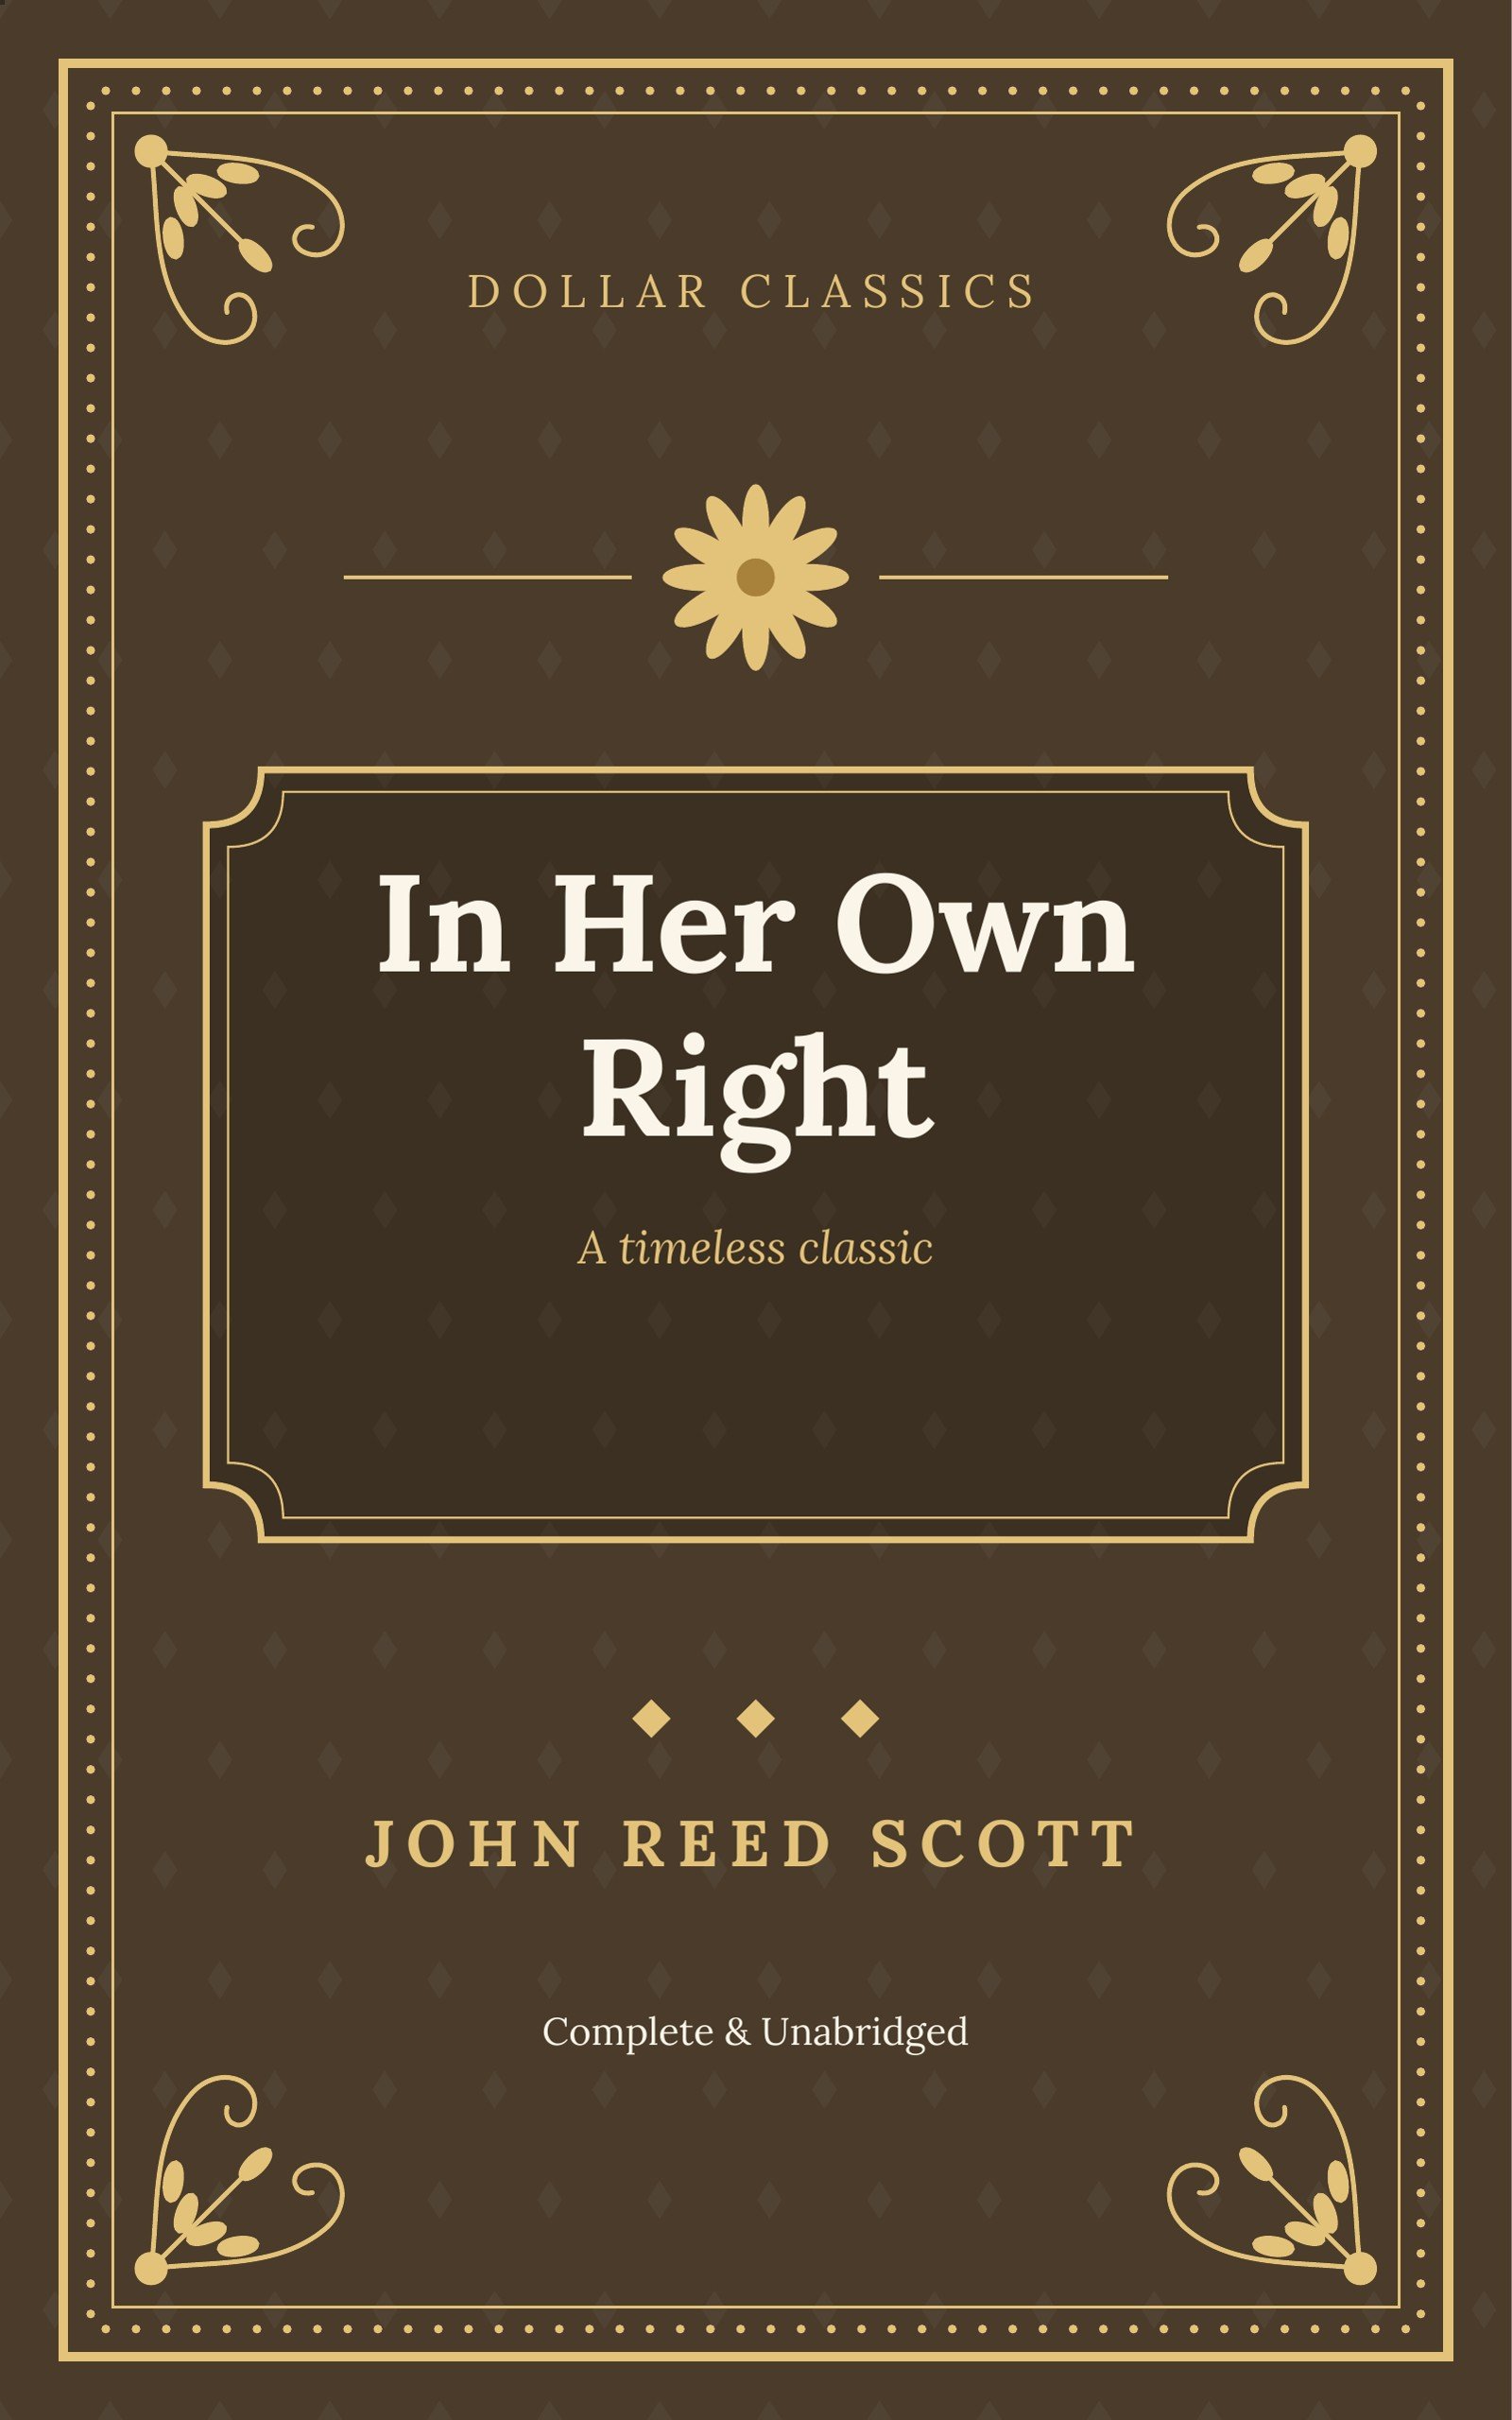 DOLLAR CLASSICS
In Her Own
Right
A timeless classic
JOHN REED SCOTT
Complete & Unabridged